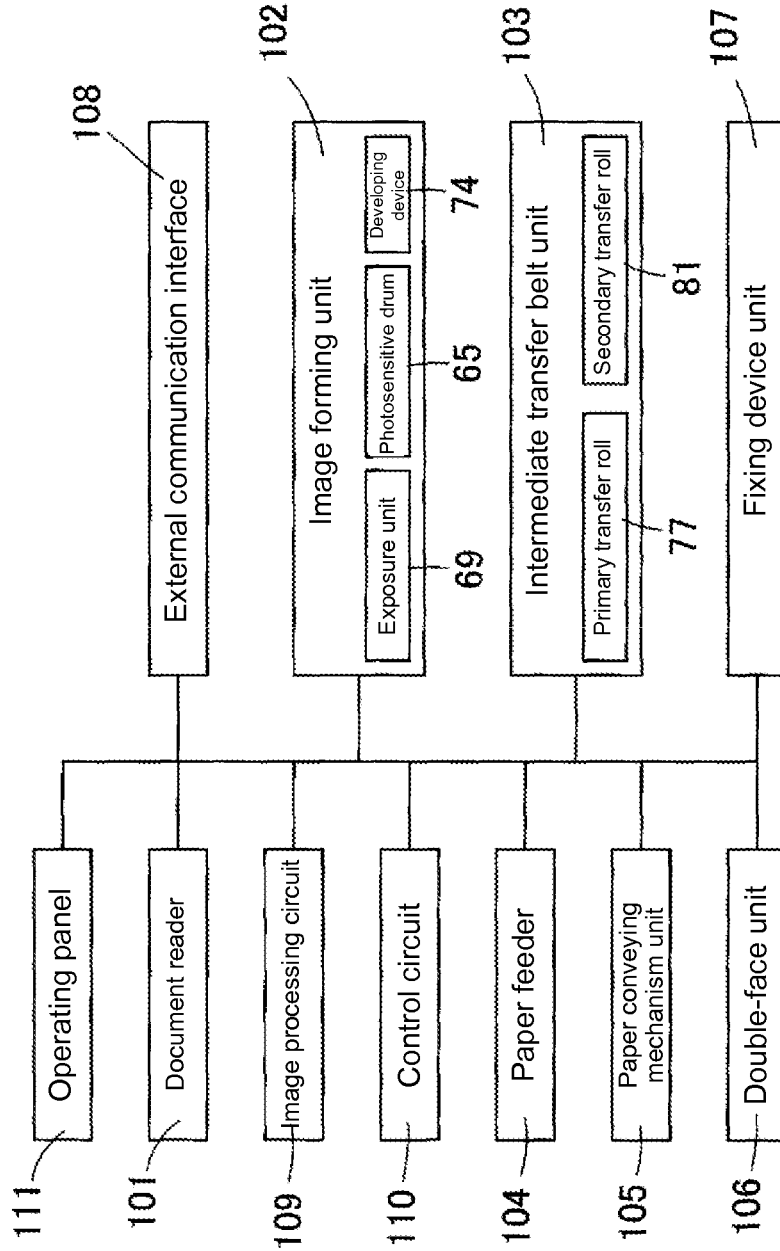 111
Operating panel
101
Document reader
109
Image processing circuit
110
Control circuit
104
Paper feeder
105
Paper conveying
mechanism unit
106
Double-face unit
108
External communication interface
102
Image forming unit
Exposure unit
Photosensitive drum
Developing
device
69
65
74
103
Intermediate transfer belt unit
Primary transfer roll
Secondary transfer roll
77
81
107
Fixing device unit